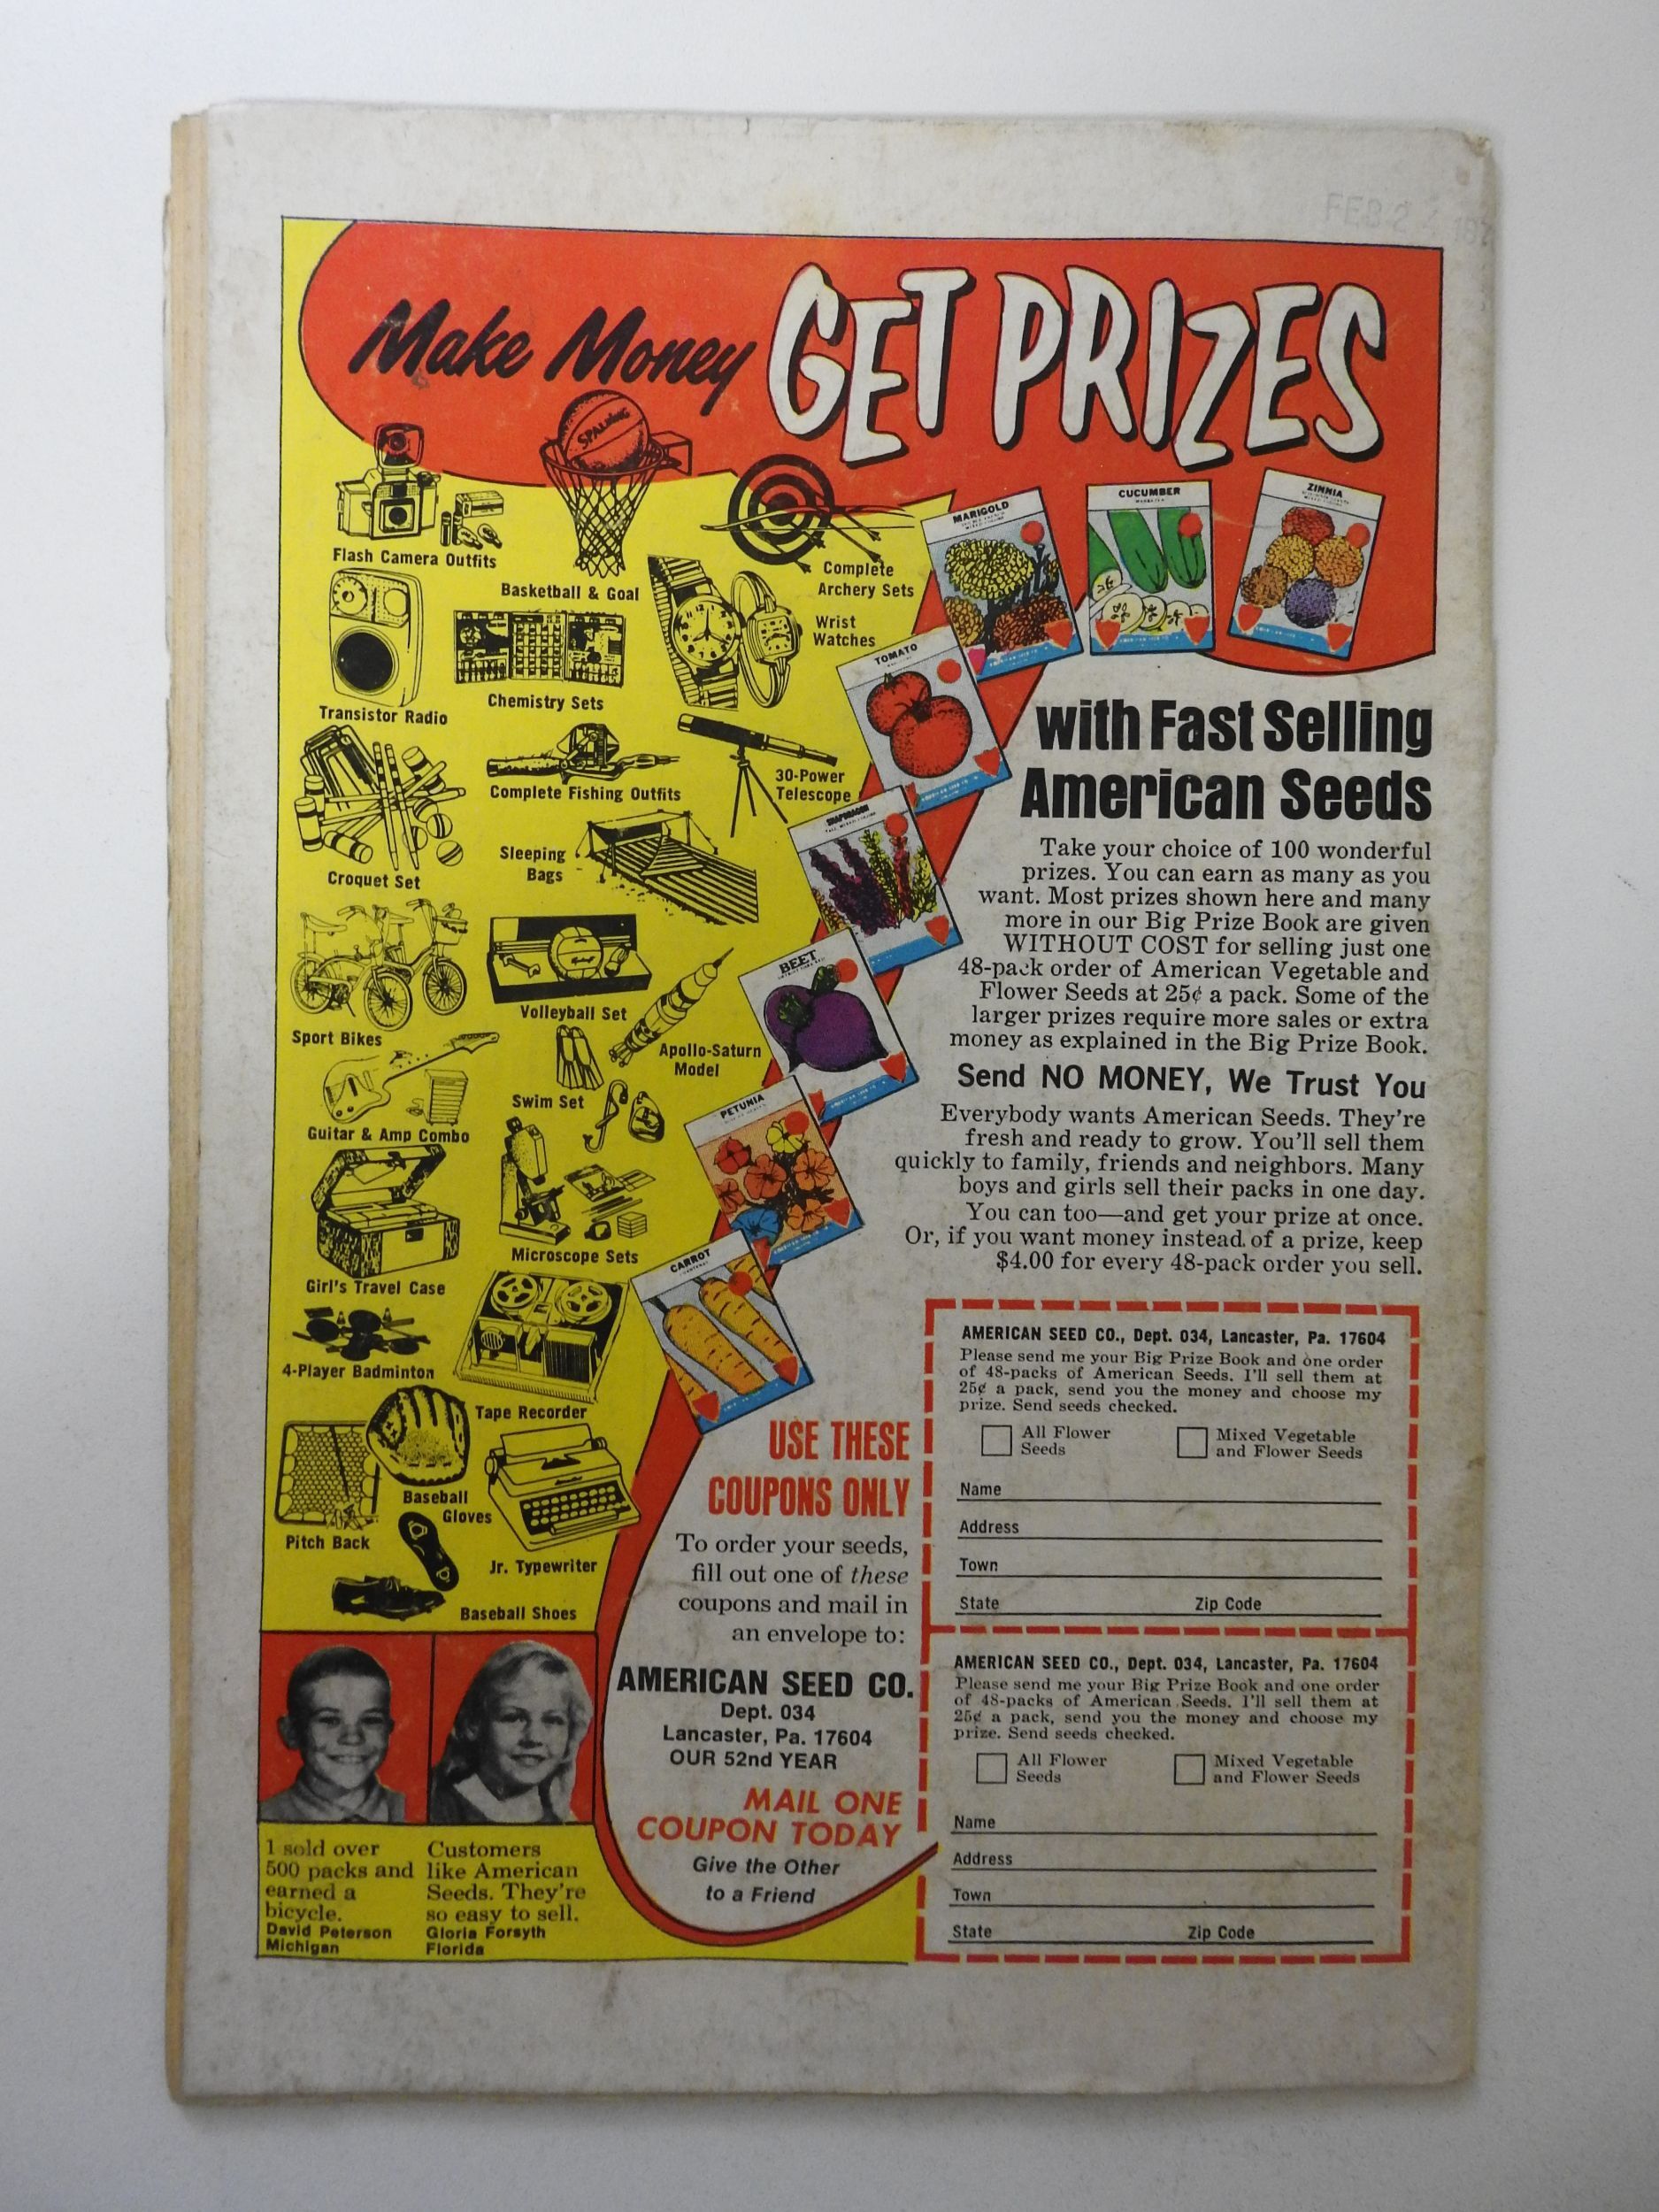 FEB 2
Make Money GET PRIZES
SPALDING
Flash Camera Outfits
Basketball & Goal
Complete
Archery Sets
Wrist
Watches
Transistor Radio
Chemistry Sets
30-Power
Telescope
Complete Fishing Outfits
Croquet Set
Sleeping
Bags
Sport Bikes
Volleyball Set
Apollo-Saturn
Model
Swim Set
Guitar & Amp Combo
Girl's Travel Case
Microscope Sets
4-Player Badminton
Tape Recorder
Baseball
Gloves
Pitch Back
Jr. Typewriter
Baseball Shoes
MARIGOLD
CUCUMBER
ZINNIA
TOMATO
SNAPDRAGON
BEET
PETUNIA
CARROT
with Fast Selling
American Seeds
Take your choice of 100 wonderful
prizes. You can earn as many as you
want. Most prizes shown here and many
more in our Big Prize Book are given
WITHOUT COST for selling just one
48-pack order of American Vegetable and
Flower Seeds at 25¢ a pack. Some of the
larger prizes require more sales or extra
money as explained in the Big Prize Book.
Send NO MONEY, We Trust You
Everybody wants American Seeds. They're
fresh and ready to grow. You'll sell them
quickly to family, friends and neighbors. Many
boys and girls sell their packs in one day.
You can too—and get your prize at once.
Or, if you want money instead of a prize, keep
$4.00 for every 48-pack order you sell.
USE THESE
COUPONS ONLY
To order your seeds,
fill out one of these
coupons and mail in
an envelope to:
AMERICAN SEED CO.
Dept. 034
Lancaster, Pa. 17604
OUR 52nd YEAR
MAIL ONE
COUPON TODAY
Give the Other
to a Friend
AMERICAN SEED CO., Dept. 034, Lancaster, Pa. 17604
Please send me your Big Prize Book and one order
of 48-packs of American Seeds. I'll sell them at
25¢ a pack, send you the money and choose my
prize. Send seeds checked.
All Flower
Seeds
Mixed Vegetable
and Flower Seeds
Name
Address
Town
State Zip Code
AMERICAN SEED CO., Dept. 034, Lancaster, Pa. 17604
Please send me your Big Prize Book and one order
of 48-packs of American Seeds. I'll sell them at
25¢ a pack, send you the money and choose my
prize. Send seeds checked.
All Flower
Seeds
Mixed Vegetable
and Flower Seeds
Name
Address
Town
State Zip Code
I sold over
500 packs and
earned a
bicycle.
David Peterson
Michigan
Customers
like American
Seeds. They're
so easy to sell.
Gloria Forsyth
Florida